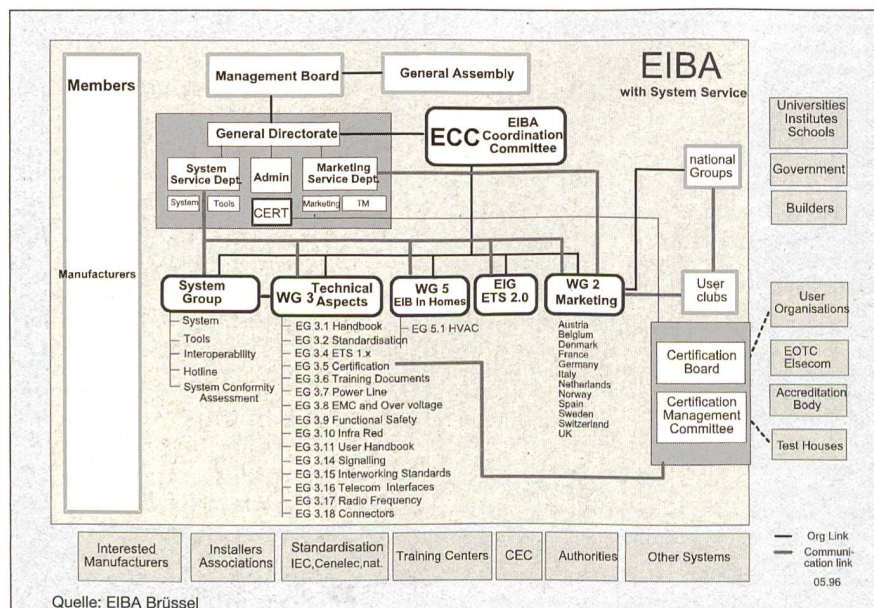 EIBA
with System Service
Members
Manufacturers
Management Board
General Assembly
General Directorate
ECC
EIBA
Coordination
Committee
System
Service Dept.
Admin
Marketing
Service Dept.
System
Tools
CERT
Marketing
TM
national
Groups
User
clubs
Universities
Institutes
Schools
Government
Builders
System
Group
WG 3
Technical
Aspects
WG 5
EIB In Homes
EIG
ETS 2.0
WG 2
Marketing
System
Tools
Interoperability
Hotline
System Conformity
Assessment
EG 3.1 Handbook
EG 3.2 Standardisation
EG 3.4 ETS 1.x
EG 3.5 Certification
EG 3.6 Training Documents
EG 3.7 Power Line
EG 3.8 EMC and Over voltage
EG 3.9 Functional Safety
EG 3.10 Infra Red
EG 3.11 User Handbook
EG 3.14 Signalling
EG 3.15 Interworking Standards
EG 3.16 Telecom Interfaces
EG 3.17 Radio Frequency
EG 3.18 Connectors
EG 5.1 HVAC
Austria
Belgium
Denmark
France
Germany
Italy
Netherlands
Norway
Spain
Sweden
Switzerland
UK
Certification
Board
Certification
Management
Committee
User
Organisations
EOTC
Elsecom
Accreditation
Body
Test Houses
Interested
Manufacturers
Installers
Associations
Standardisation
IEC,Cenelec,nat.
Training Centers
CEC
Authorities
Other Systems
Org Link
Communi-
cation link
05.96
Quelle: EIBA Brüssel